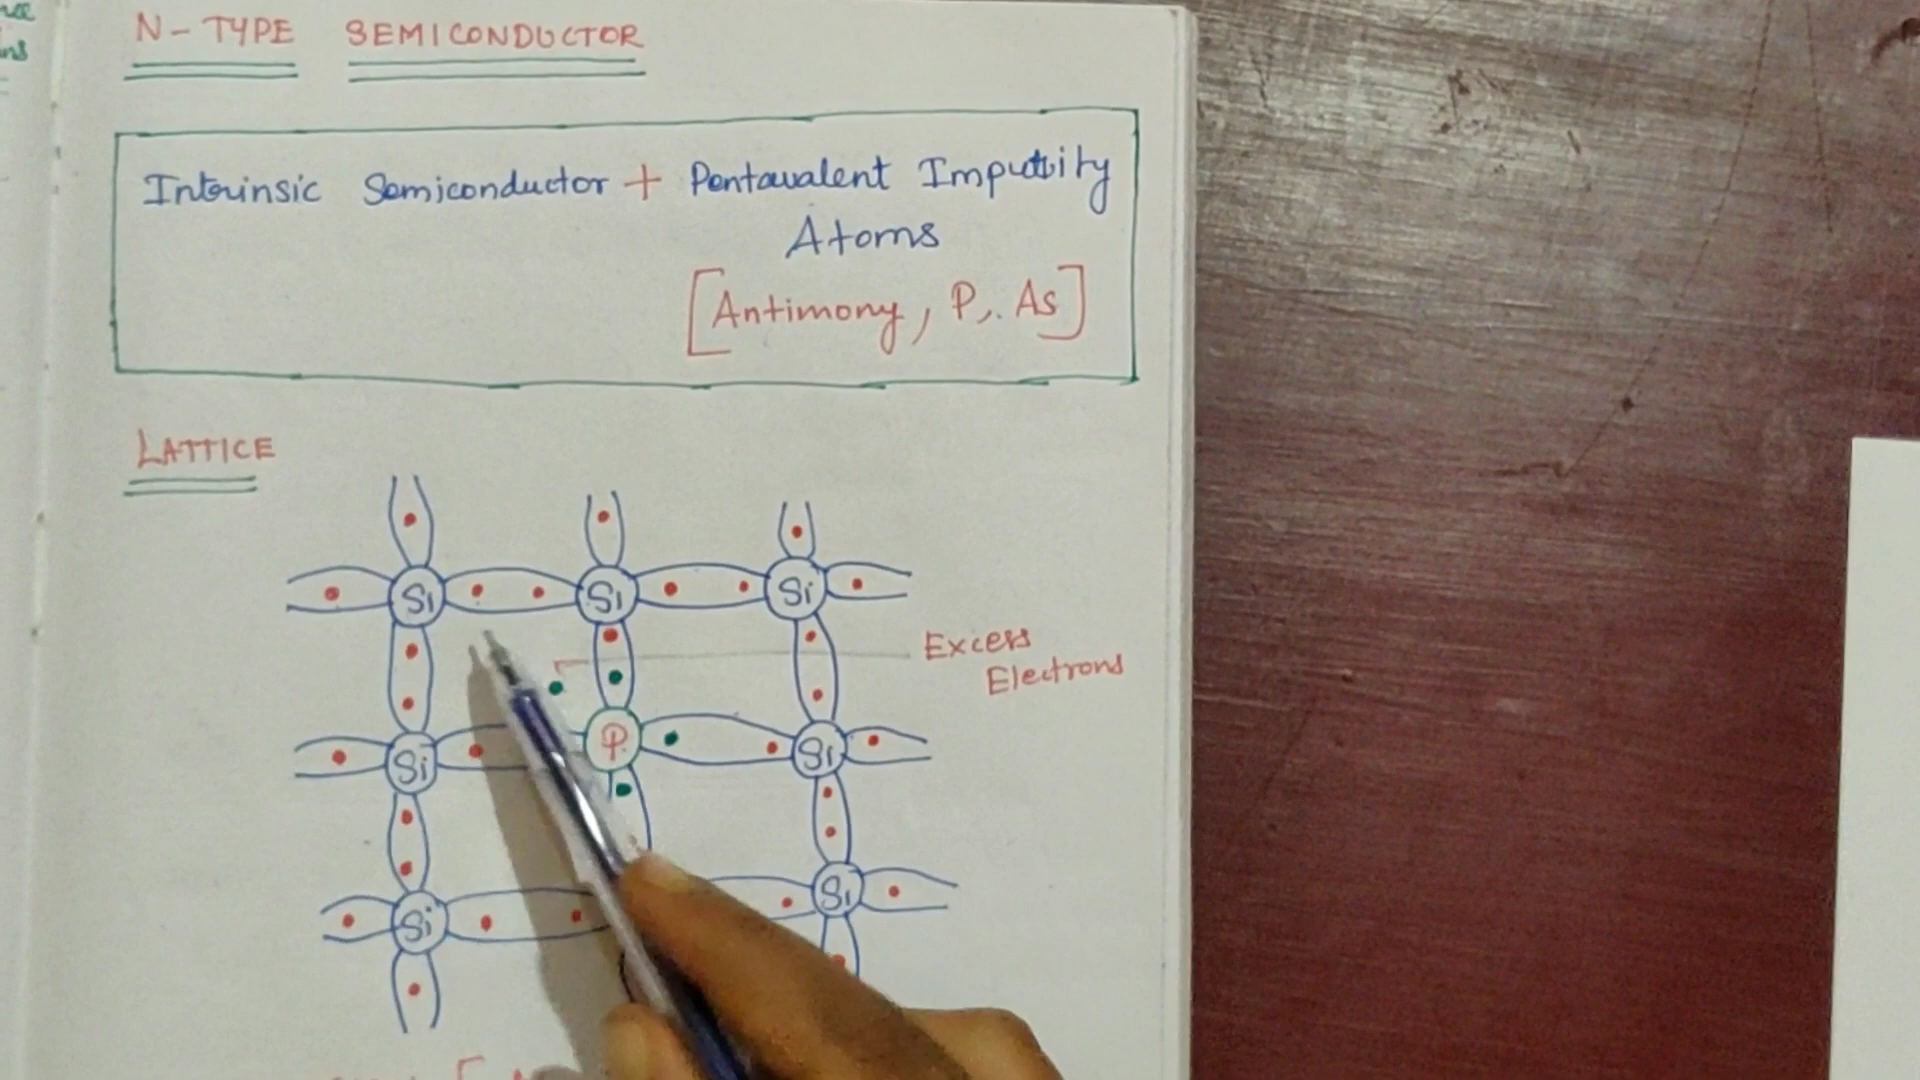 N-TYPE SEMICONDUCTOR
Intrinsic Semiconductor + Pentavalent Impurity
Atoms
[Antimony, P, As]
LATTICE
Si Si Si
Excess
Electrons
Si P Si
Si Si